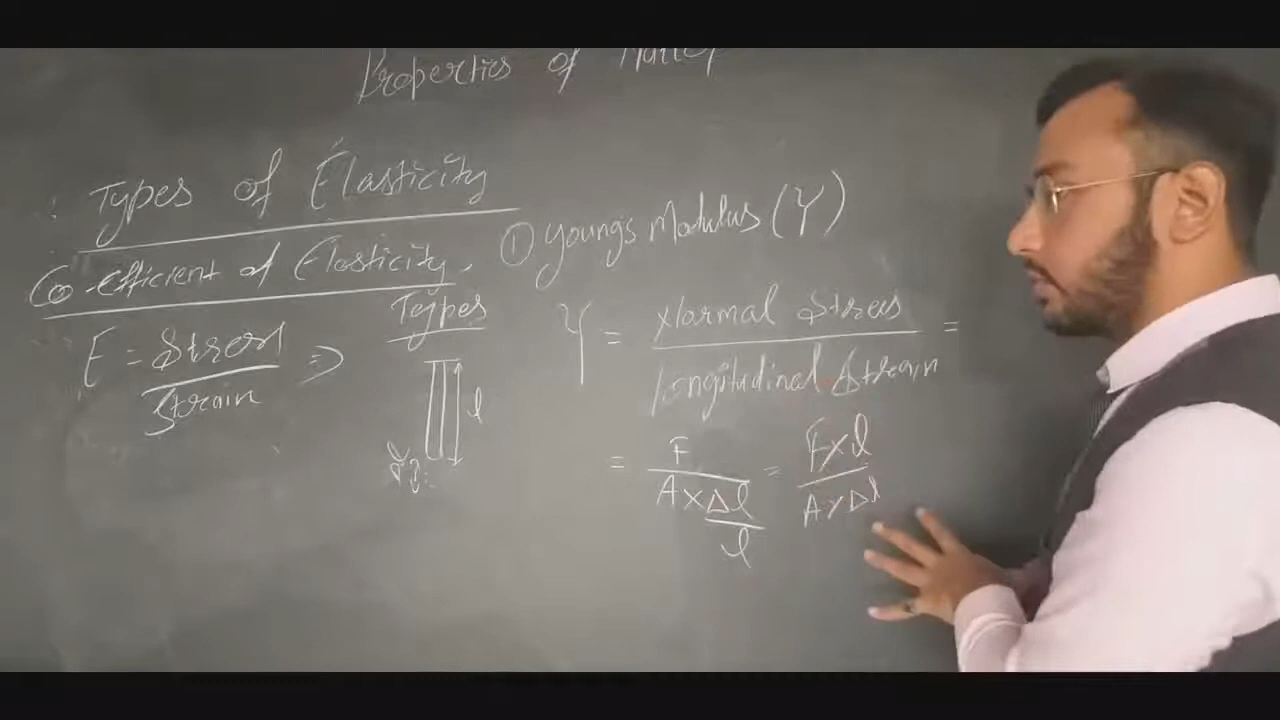 Properties of Matter
Types of Elasticity
Co-efficient of Elasticity.
① Young's Modulus (Y)
E = Stress / Strain ⇒
Types
l
Y = Normal Stress / longitudinal Strain =
= F / A × Δl / l = F × l / A × Δl